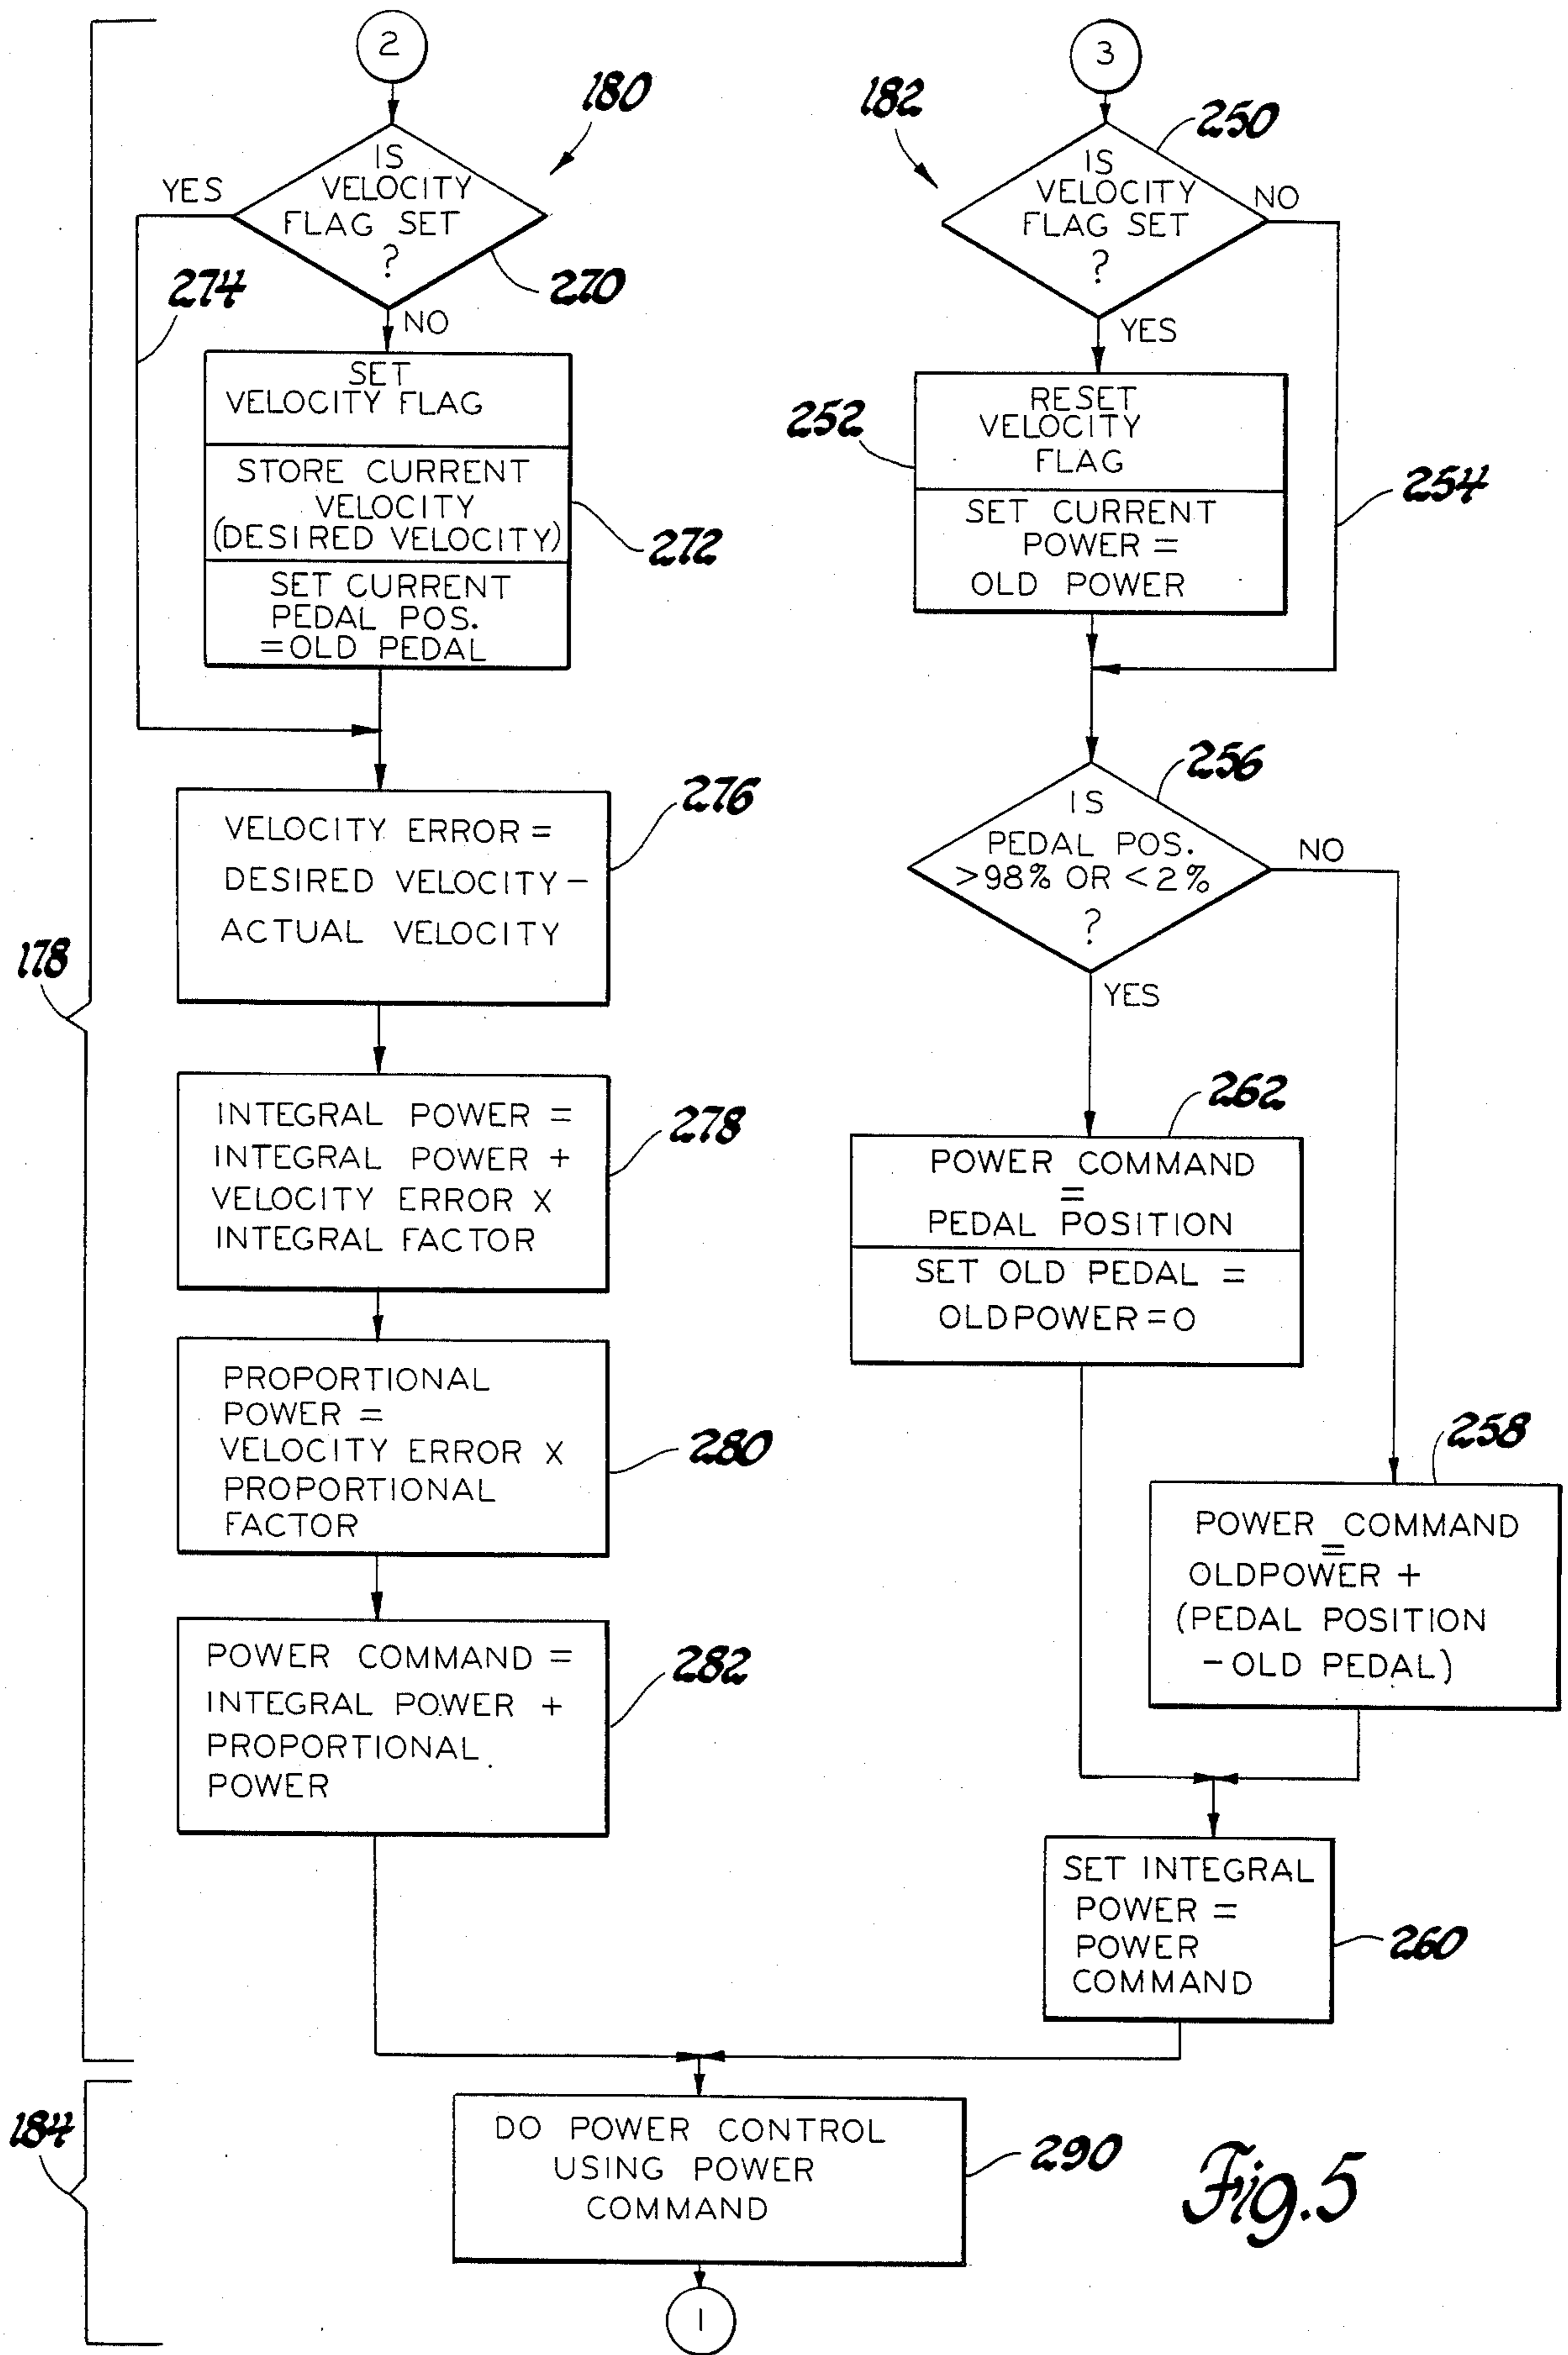 2
180
IS
VELOCITY
FLAG SET
?
YES
274
270
NO
SET
VELOCITY FLAG
STORE CURRENT
VELOCITY
(DESIRED VELOCITY)
272
SET CURRENT
PEDAL POS.
=OLD PEDAL
276
VELOCITY ERROR =
DESIRED VELOCITY-
ACTUAL VELOCITY
178
INTEGRAL POWER =
INTEGRAL POWER +
VELOCITY ERROR X
INTEGRAL FACTOR
278
PROPORTIONAL
POWER =
VELOCITY ERROR X
PROPORTIONAL
FACTOR
280
POWER COMMAND =
INTEGRAL POWER +
PROPORTIONAL
POWER
282
3
182
250
IS
VELOCITY
FLAG SET
?
NO
YES
252
RESET
VELOCITY
FLAG
254
SET CURRENT
POWER =
OLD POWER
256
IS
PEDAL POS.
>98% OR <2%
?
NO
YES
262
POWER COMMAND
=
PEDAL POSITION
SET OLD PEDAL =
OLDPOWER=0
258
POWER COMMAND
=
OLDPOWER +
(PEDAL POSITION
-OLD PEDAL)
SET INTEGRAL
POWER =
POWER
COMMAND
260
184
DO POWER CONTROL
USING POWER
COMMAND
290
1
Fig.5